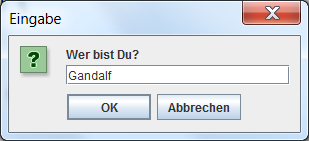 Eingabe
Wer bist Du?
Gandalf
OK Abbrechen